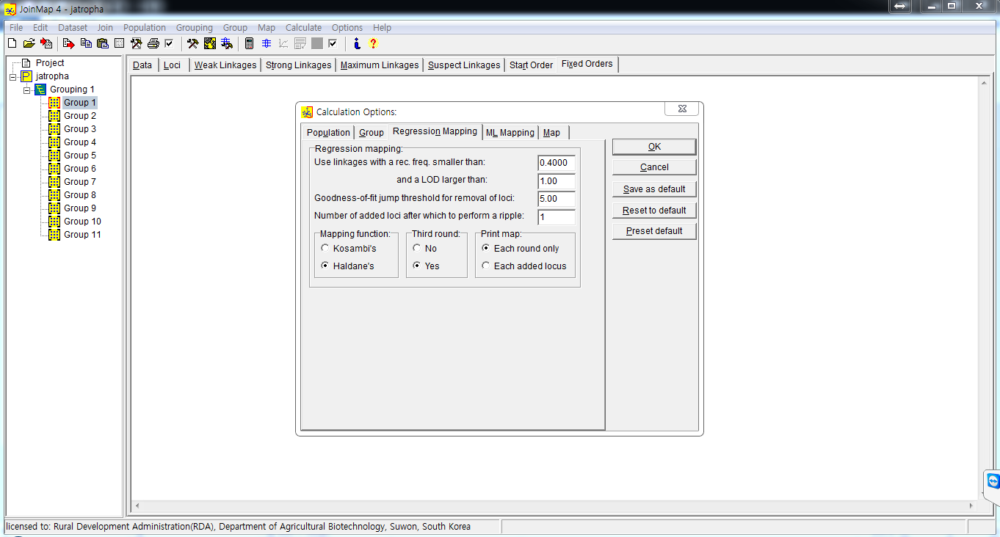 JoinMap 4 - jatropha
File Edit Dataset Join Population Grouping Group Map Calculate Options Help
Project
jatropha
Grouping 1
Group 1
Group 2
Group 3
Group 4
Group 5
Group 6
Group 7
Group 8
Group 9
Group 10
Group 11
Data Loci Weak Linkages Strong Linkages Maximum Linkages Suspect Linkages Start Order Fixed Orders
Calculation Options:
Population Group Regression Mapping ML Mapping Map
Regression mapping:
Use linkages with a rec. freq. smaller than: 0.4000
and a LOD larger than: 1.00
Goodness-of-fit jump threshold for removal of loci: 5.00
Number of added loci after which to perform a ripple: 1
Mapping function: Third round: Print map:
Kosambi's No Each round only
Haldane's Yes Each added locus
OK
Cancel
Save as default
Reset to default
Preset default
licensed to: Rural Development Administration(RDA), Department of Agricultural Biotechnology, Suwon, South Korea